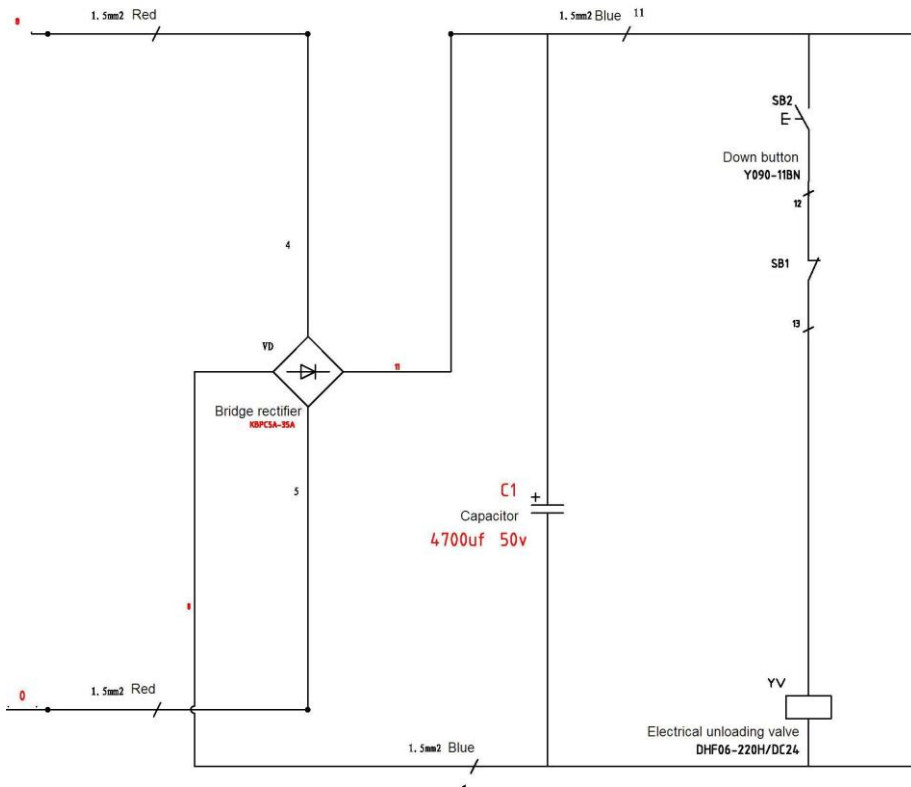 1.5mm2 Red
1.5mm2 Blue 11
SB2
Down button
Y090-11BN
12
4
SB1
13
VD
11
Bridge rectifier
KBPC5A-35A
5
C1
+
Capacitor
4700uf 50v
0
1.5mm2 Red
YV
Electrical unloading valve
DHF06-220H/DC24
1.5mm2 Blue